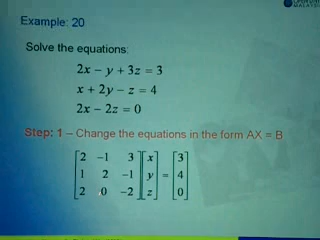 Example: 20
Solve the equations:
2x − y + 3z = 3
x + 2y − z = 4
2x − 2z = 0
Step: 1 – Change the equations in the form AX = B
[2 −1 3] [x] [3]
[1 2 −1] [y] = [4]
[2 0 −2] [z] [0]